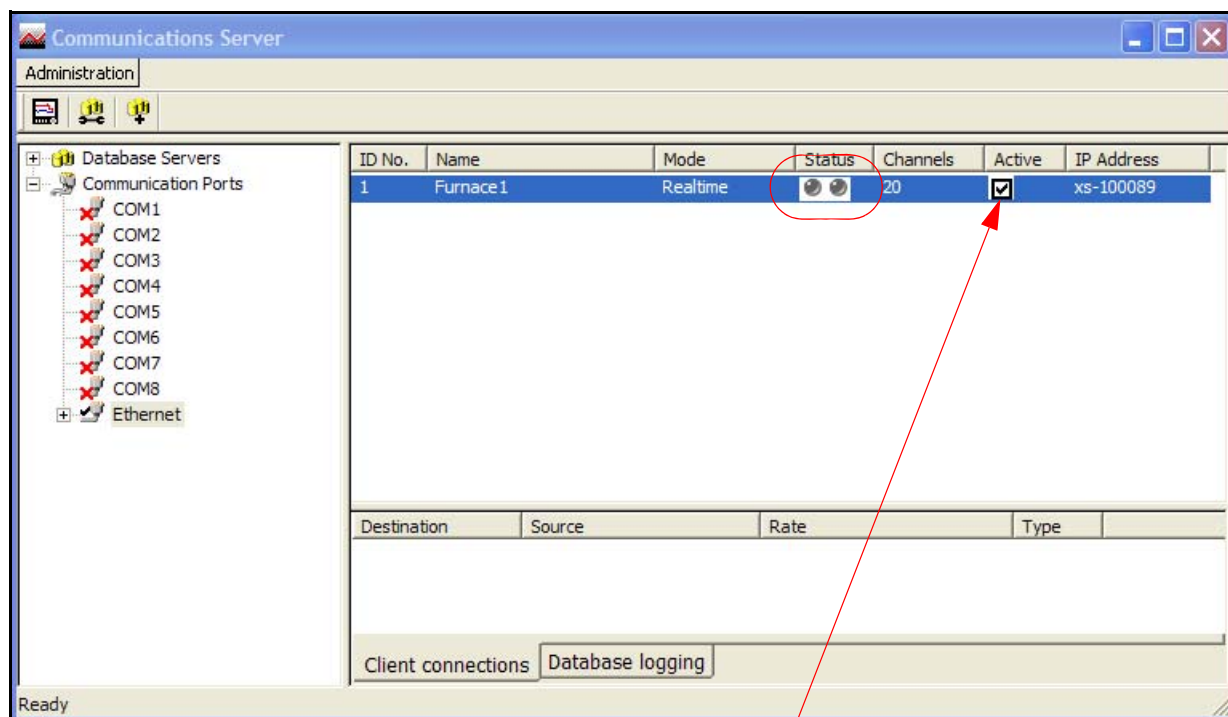 Communications Server
Administration
Database Servers
Communication Ports
COM1
COM2
COM3
COM4
COM5
COM6
COM7
COM8
Ethernet
ID No. Name Mode Status Channels Active IP Address
1 Furnace1 Realtime 20 xs-100089
Destination Source Rate Type
Client connections Database logging
Ready